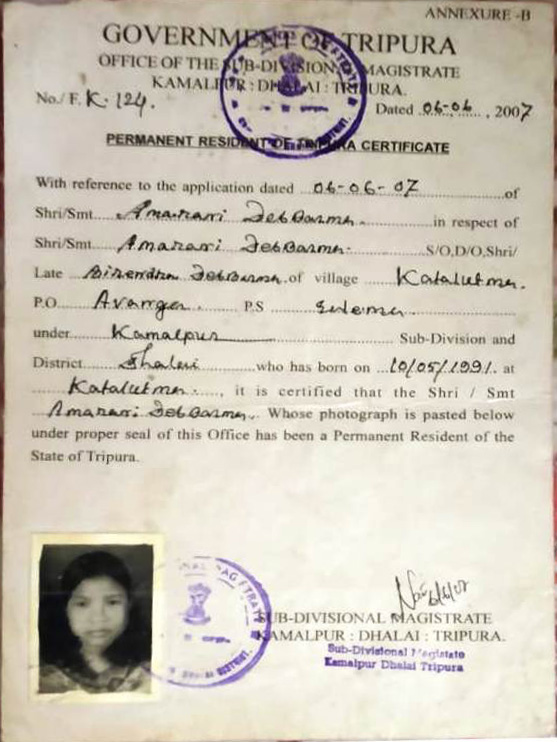 ANNEXURE -B
GOVERNMENT OF TRIPURA
OFFICE OF THE SUB-DIVISIONAL MAGISTRATE
KAMALPUR : DHALAI : TRIPURA.
No./ F. K. 124.
Dated 06-06, 2007
PERMANENT RESIDENT OF TRIPURA CERTIFICATE
With reference to the application dated 06-06-07 of
Shri/Smt. Amarani DebBarma. in respect of
Shri/Smt. Amarani DebBarma. S/O,D/O,Shri/
Late Birendra DebBarma. of village Katalutma.
P.O. Avanga. P.S
under Kamalpur Sub-Division and
District Dhalai who has born on 10/05/1991. at
Katalutma., it is certified that the Shri / Smt
Amarani DebBarma. Whose photograph is pasted below
under proper seal of this Office has been a Permanent Resident of the
State of Tripura.
6/6/07
SUB-DIVISIONAL MAGISTRATE
KAMALPUR : DHALAI : TRIPURA.
Sub-Divisional Magistrate
Kamalpur Dhalai Tripura